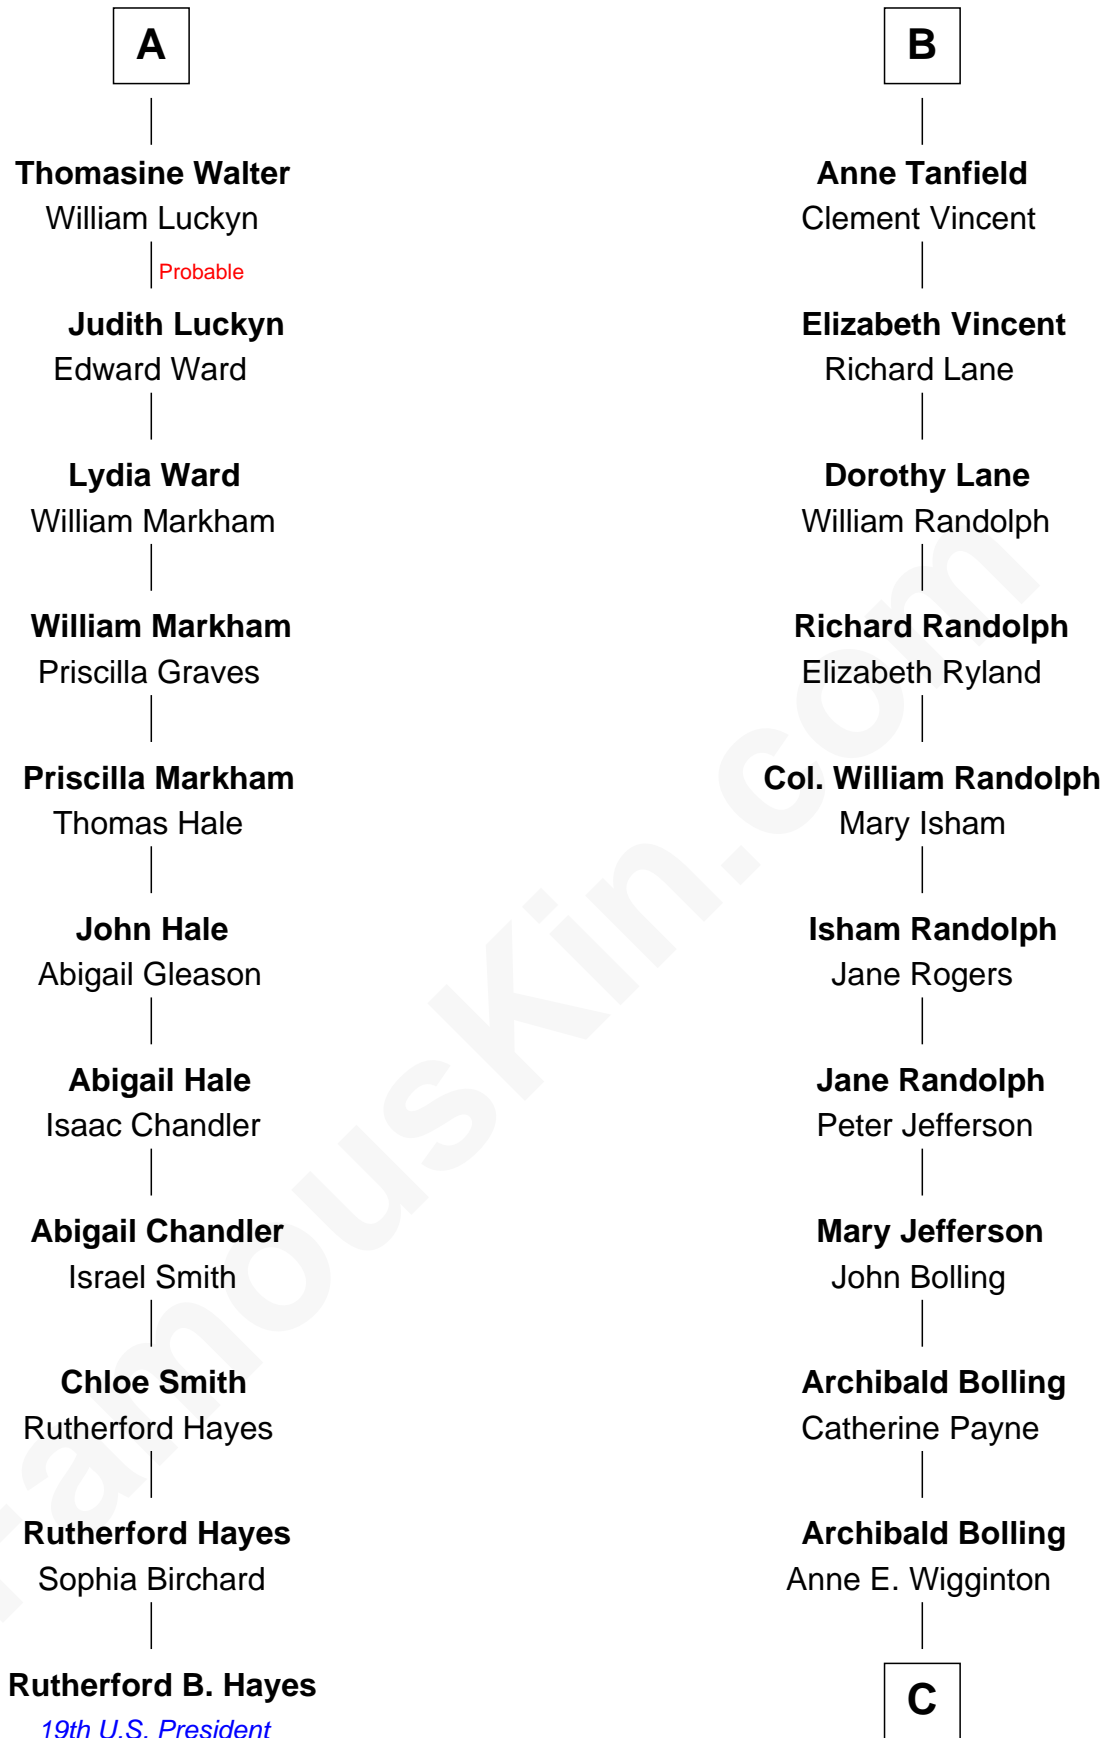 A
Thomasine Walter
William Luckyn
Probable
Judith Luckyn
Edward Ward
Lydia Ward
William Markham
William Markham
Priscilla Graves
Priscilla Markham
Thomas Hale
John Hale
Abigail Gleason
Abigail Hale
Isaac Chandler
Abigail Chandler
Israel Smith
Chloe Smith
Rutherford Hayes
Rutherford Hayes
Sophia Birchard
Rutherford B. Hayes
19th U.S. President
B
Anne Tanfield
Clement Vincent
Elizabeth Vincent
Richard Lane
Dorothy Lane
William Randolph
Richard Randolph
Elizabeth Ryland
Col. William Randolph
Mary Isham
Isham Randolph
Jane Rogers
Jane Randolph
Peter Jefferson
Mary Jefferson
John Bolling
Archibald Bolling
Catherine Payne
Archibald Bolling
Anne E. Wigginton
C
FamousKin.com